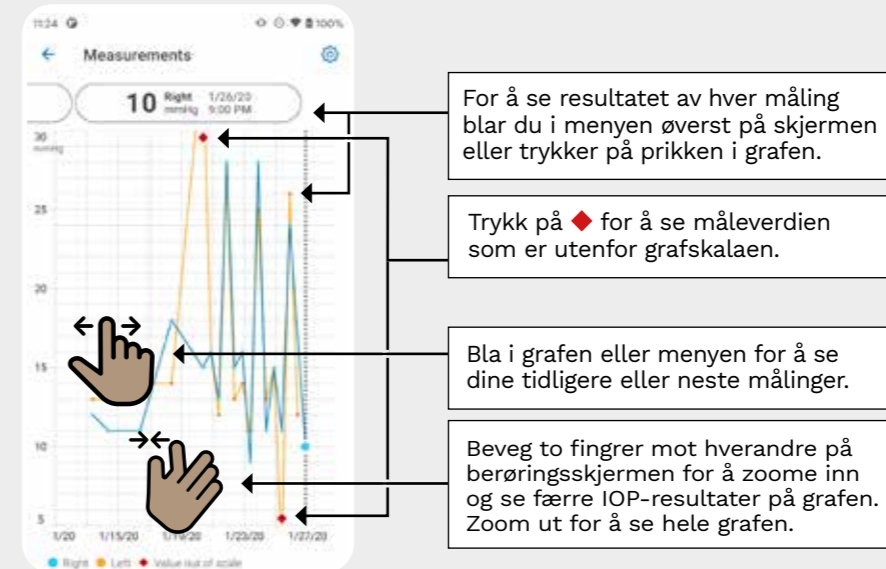 11:24
100%
Measurements
10 Right 1/26/20
mmHg 9:00 PM
30
mmHg
25
20
15
10
5
1/20 1/15/20 1/19/20 1/23/20 1/27/20
Right Left Value out of scale
For å se resultatet av hver måling
blar du i menyen øverst på skjermen
eller trykker på prikken i grafen.
Trykk på ◆ for å se måleverdien
som er utenfor grafskalaen.
Bla i grafen eller menyen for å se
dine tidligere eller neste målinger.
Beveg to fingrer mot hverandre på
berøringsskjermen for å zoome inn
og se færre IOP-resultater på grafen.
Zoom ut for å se hele grafen.